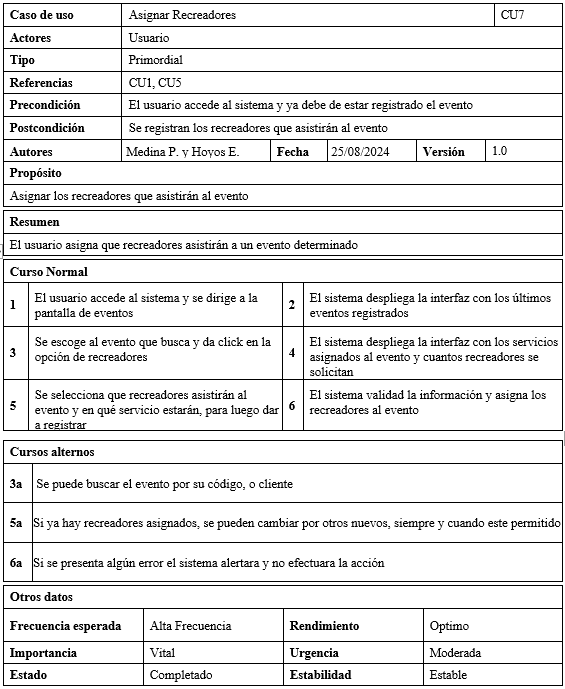 Caso de uso Asignar Recreadores CU7
Actores Usuario
Tipo Primordial
Referencias CU1, CU5
Precondición El usuario accede al sistema y ya debe de estar registrado el evento
Postcondición Se registran los recreadores que asistirán al evento
Autores Medina P. y Hoyos E. Fecha 25/08/2024 Versión 1.0
Propósito
Asignar los recreadores que asistirán al evento
Resumen
El usuario asigna que recreadores asistirán a un evento determinado
Curso Normal
1 El usuario accede al sistema y se dirige a la
pantalla de eventos
2 El sistema despliega la interfaz con los últimos
eventos registrados
3 Se escoge al evento que busca y da click en la
opción de recreadores
4 El sistema despliega la interfaz con los servicios
asignados al evento y cuantos recreadores se
solicitan
5 Se selecciona que recreadores asistirán al
evento y en qué servicio estarán, para luego dar
a registrar
6 El sistema validad la información y asigna los
recreadores al evento
Cursos alternos
3a Se puede buscar el evento por su código, o cliente
5a Si ya hay recreadores asignados, se pueden cambiar por otros nuevos, siempre y cuando este permitido
6a Si se presenta algún error el sistema alertara y no efectuara la acción
Otros datos
Frecuencia esperada Alta Frecuencia Rendimiento Optimo
Importancia Vital Urgencia Moderada
Estado Completado Estabilidad Estable